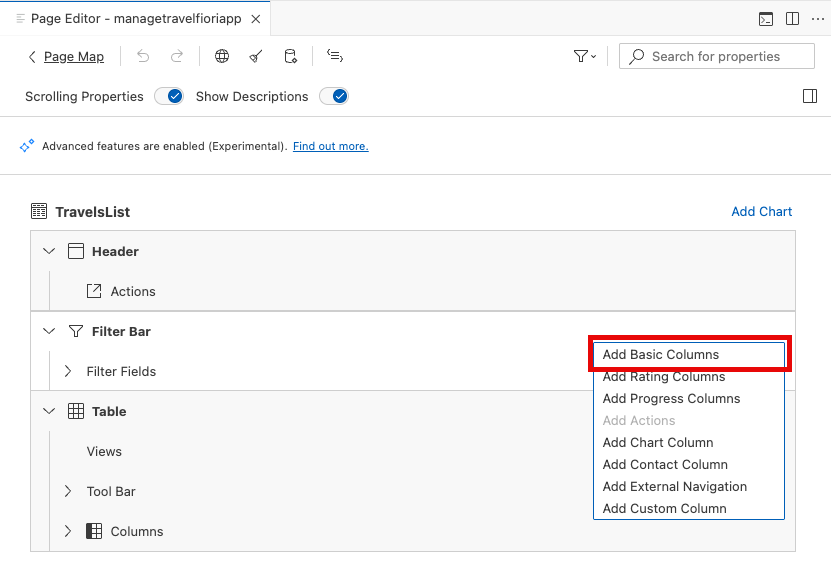 Page Editor - managetravelfioriapp
Page Map
Search for properties
Scrolling Properties Show Descriptions
Advanced features are enabled (Experimental). Find out more.
TravelsList Add Chart
Header
Actions
Filter Bar
Filter Fields
Table
Views
Tool Bar
Columns
Add Basic Columns
Add Rating Columns
Add Progress Columns
Add Actions
Add Chart Column
Add Contact Column
Add External Navigation
Add Custom Column